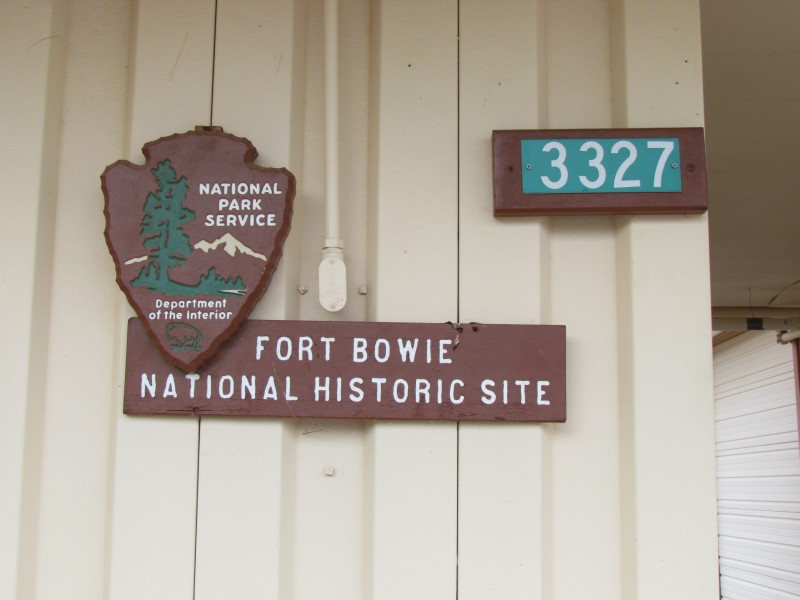 NATIONAL
PARK
SERVICE
Department
of the Interior
FORT BOWIE
NATIONAL HISTORIC SITE
3327